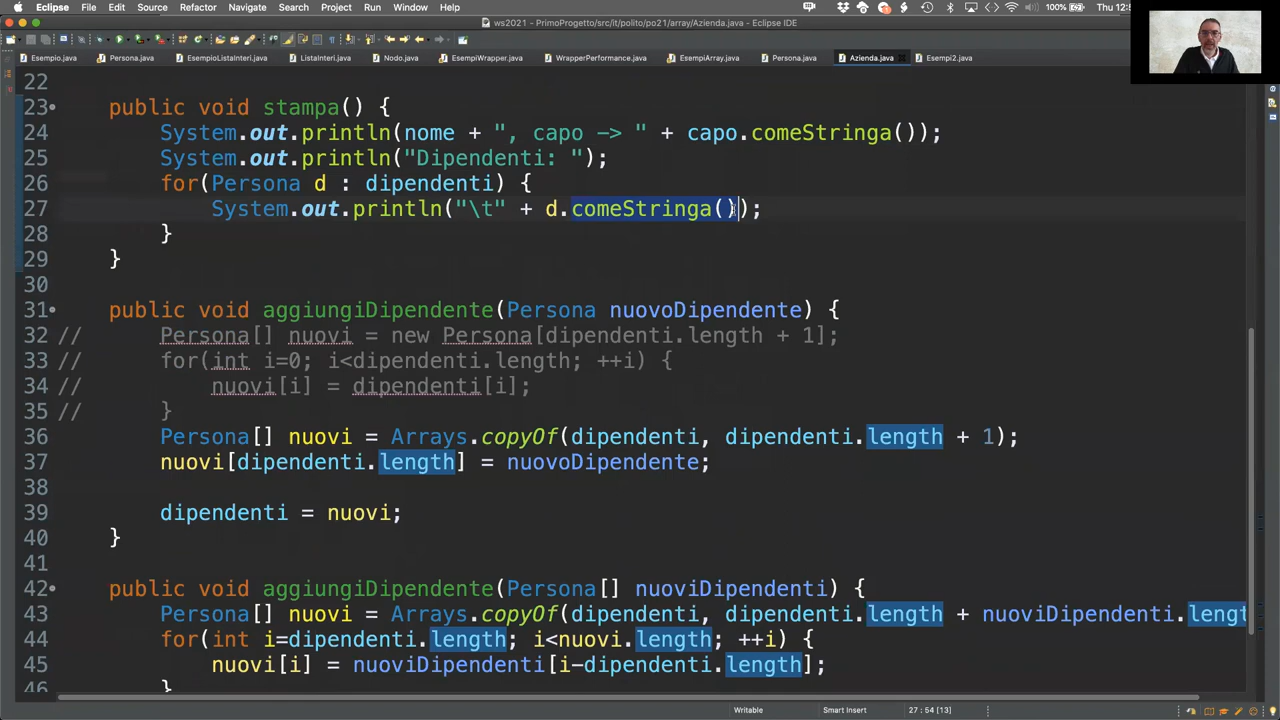 Eclipse File Edit Source Refactor Navigate Search Project Run Window Help 100% Thu 12:5
ws2021 - PrimoProgetto/src/it/polito/po21/array/Azienda.java - Eclipse IDE
Esempio.java Persona.java EsempioListaInteri.java ListaInteri.java Nodo.java EsempiWrapper.java WrapperPerformance.java EsempiArray.java Persona.java Azienda.java Esempi2.java
22
23 public void stampa() {
24 System.out.println(nome + ", capo -> " + capo.comeStringa());
25 System.out.println("Dipendenti: ");
26 for(Persona d : dipendenti) {
27 System.out.println("\t" + d.comeStringa());
28 }
29 }
30
31 public void aggiungiDipendente(Persona nuovoDipendente) {
32 // Persona[] nuovi = new Persona[dipendenti.length + 1];
33 // for(int i=0; i<dipendenti.length; ++i) {
34 // nuovi[i] = dipendenti[i];
35 // }
36 Persona[] nuovi = Arrays.copyOf(dipendenti, dipendenti.length + 1);
37 nuovi[dipendenti.length] = nuovoDipendente;
38
39 dipendenti = nuovi;
40 }
41
42 public void aggiungiDipendente(Persona[] nuoviDipendenti) {
43 Persona[] nuovi = Arrays.copyOf(dipendenti, dipendenti.length + nuoviDipendenti.lengt
44 for(int i=dipendenti.length; i<nuovi.length; ++i) {
45 nuovi[i] = nuoviDipendenti[i-dipendenti.length];
46 }
Writable Smart Insert 27 : 54 [13]